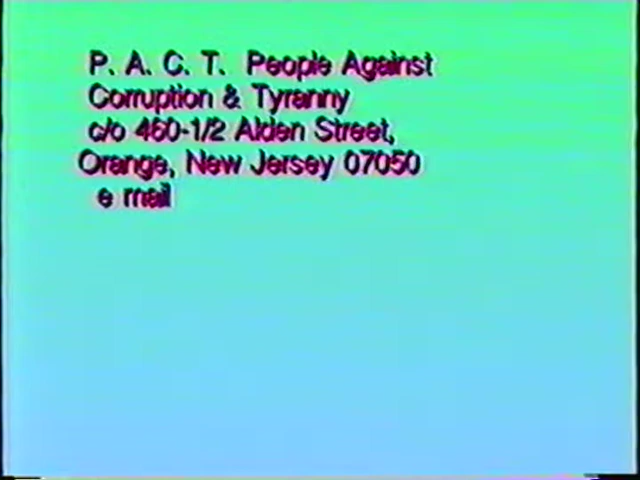 P. A. C. T. People Against
Corruption & Tyranny
c/o 460-1/2 Alden Street,
Orange, New Jersey 07050
e mail